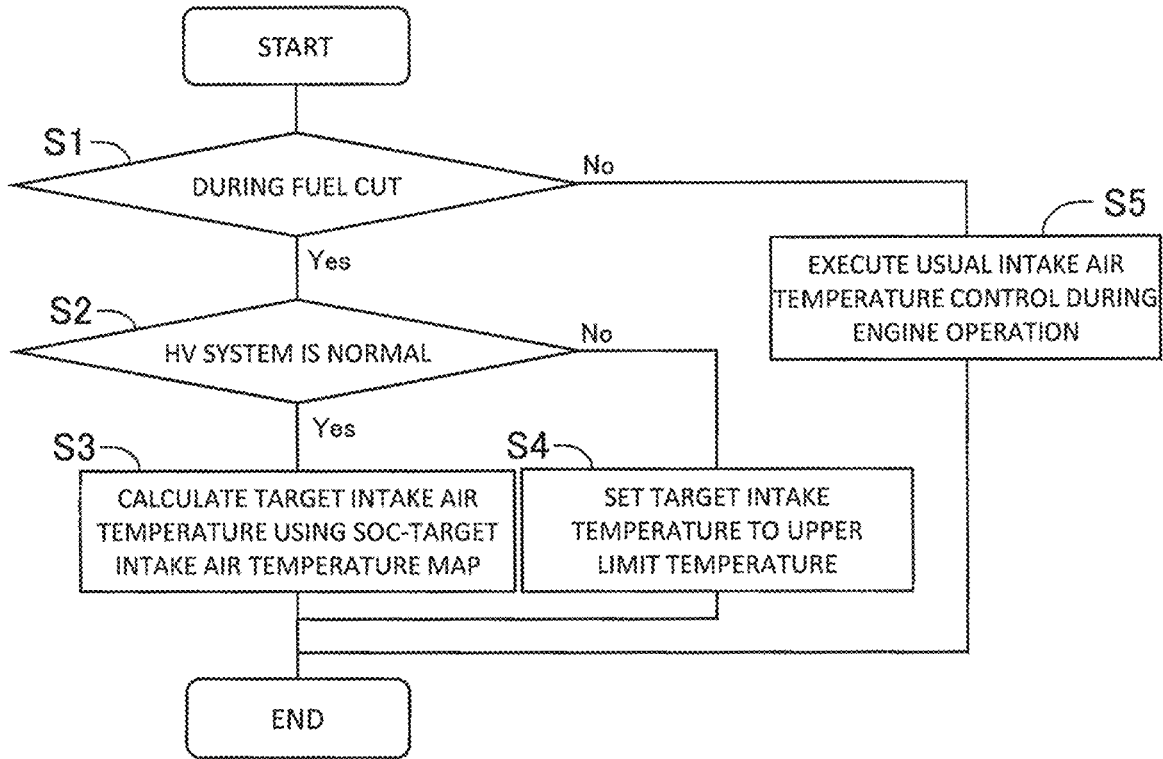 START
S1
DURING FUEL CUT
No
Yes
S5
EXECUTE USUAL INTAKE AIR
TEMPERATURE CONTROL DURING
ENGINE OPERATION
S2
HV SYSTEM IS NORMAL
No
Yes
S3
CALCULATE TARGET INTAKE AIR
TEMPERATURE USING SOC-TARGET
INTAKE AIR TEMPERATURE MAP
S4
SET TARGET INTAKE
TEMPERATURE TO UPPER
LIMIT TEMPERATURE
END